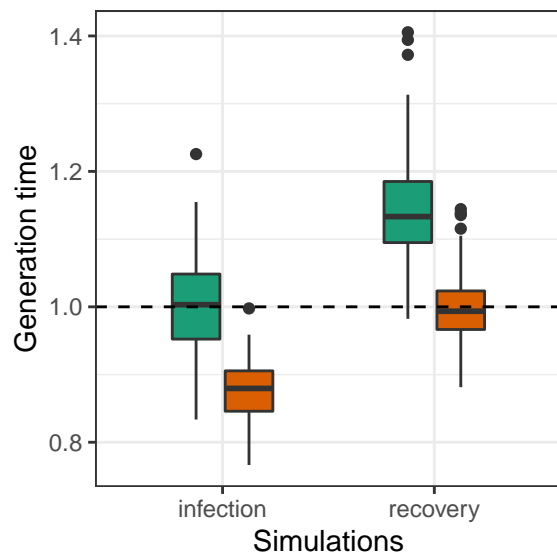 1.4
1.2
1.0
0.8
Generation time
infection recovery
Simulations